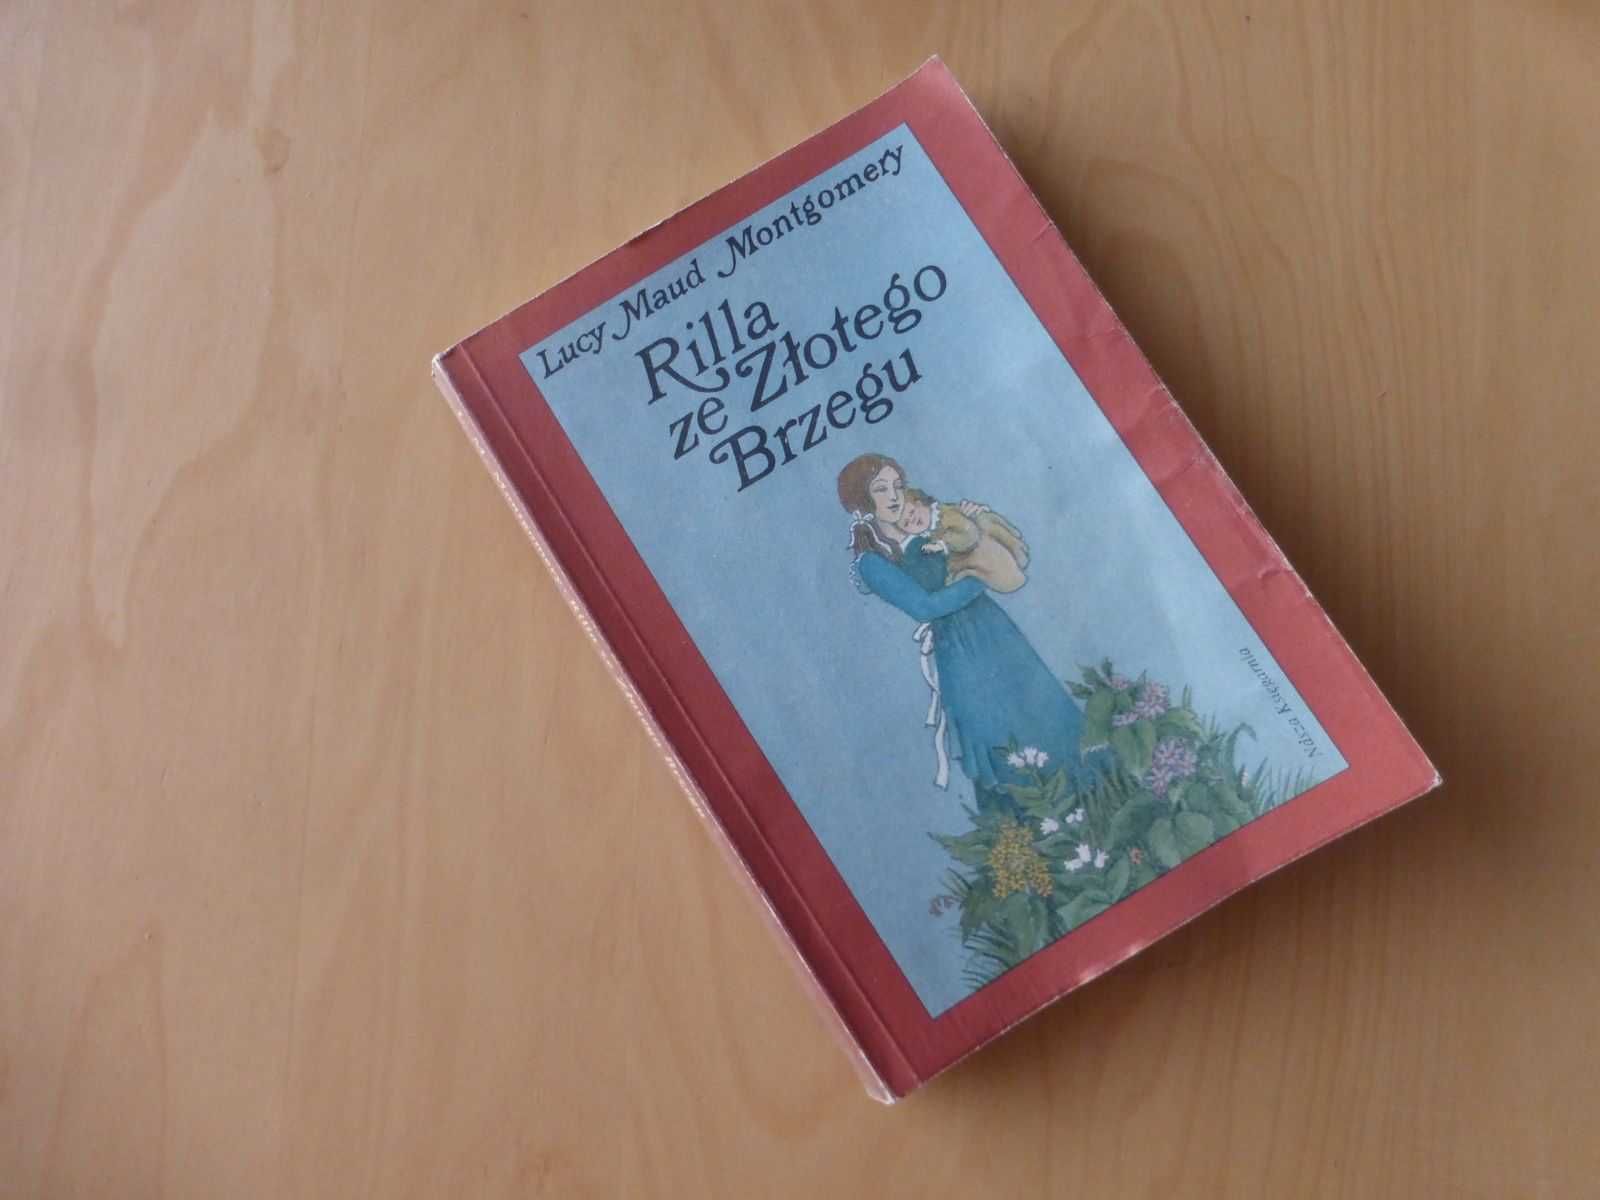 Lucy Maud Montgomery
Rilla
ze Złotego
Brzegu
Nasza Księgarnia